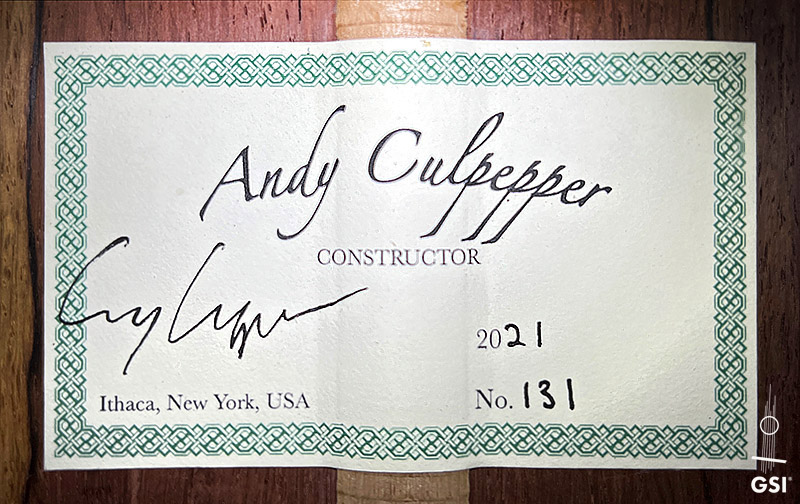 Andy Culpepper
CONSTRUCTOR
2021
Ithaca, New York, USA
No. 131
GSI